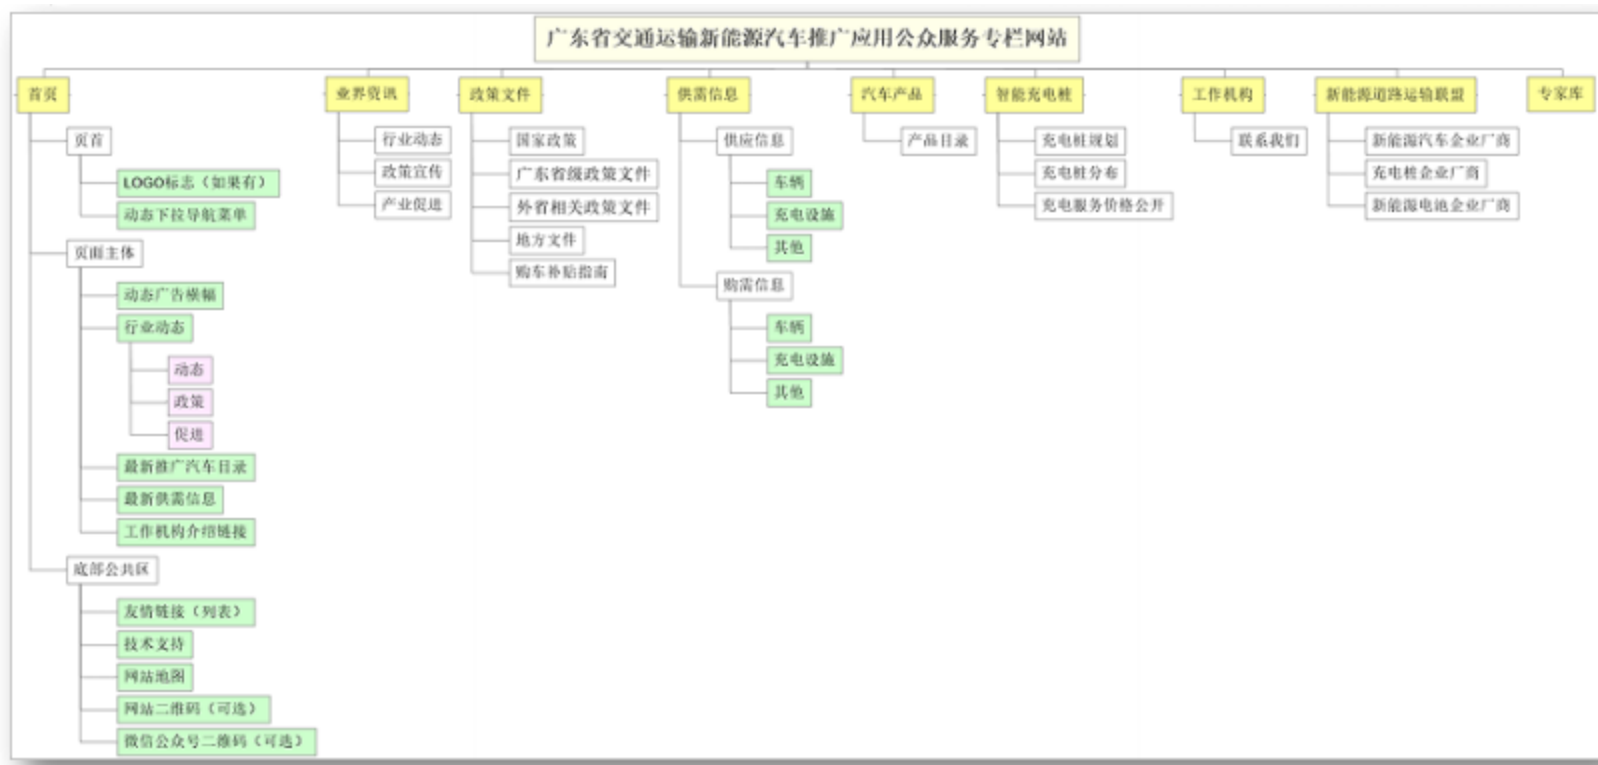 广东省交通运输新能源汽车推广应用公众服务专栏网站
首页
页首
LOGO标志（如果有）
动态下拉导航菜单
页面主体
动态广告横幅
行业动态
动态
政策
促进
最新推广汽车目录
最新供需信息
工作机构介绍链接
底部公共区
友情链接（列表）
技术支持
网站地图
网站二维码（可选）
微信公众号二维码（可选）
业界资讯
行业动态
政策宣传
产业促进
政策文件
国家政策
广东省级政策文件
外省相关政策文件
地方文件
购车补贴指南
供需信息
供应信息
车辆
充电设施
其他
购需信息
车辆
充电设施
其他
汽车产品
产品目录
智能充电桩
充电桩规划
充电桩分布
充电服务价格公开
工作机构
联系我们
新能源道路运输联盟
新能源汽车企业厂商
充电桩企业厂商
新能源电池企业厂商
专家库